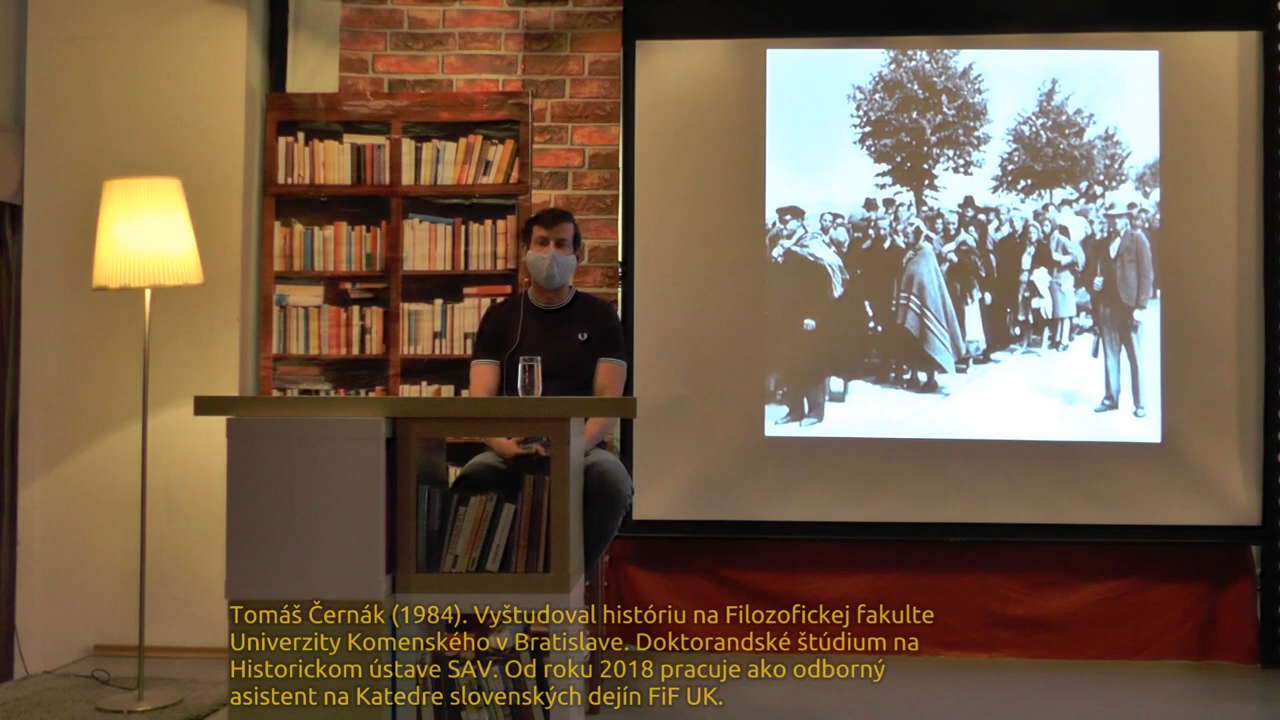 Tomáš Černák (1984). Vyštudoval históriu na Filozofickej fakulte
Univerzity Komenského v Bratislave. Doktorandské štúdium na
Historickom ústave SAV. Od roku 2018 pracuje ako odborný
asistent na Katedre slovenských dejín FiF UK.